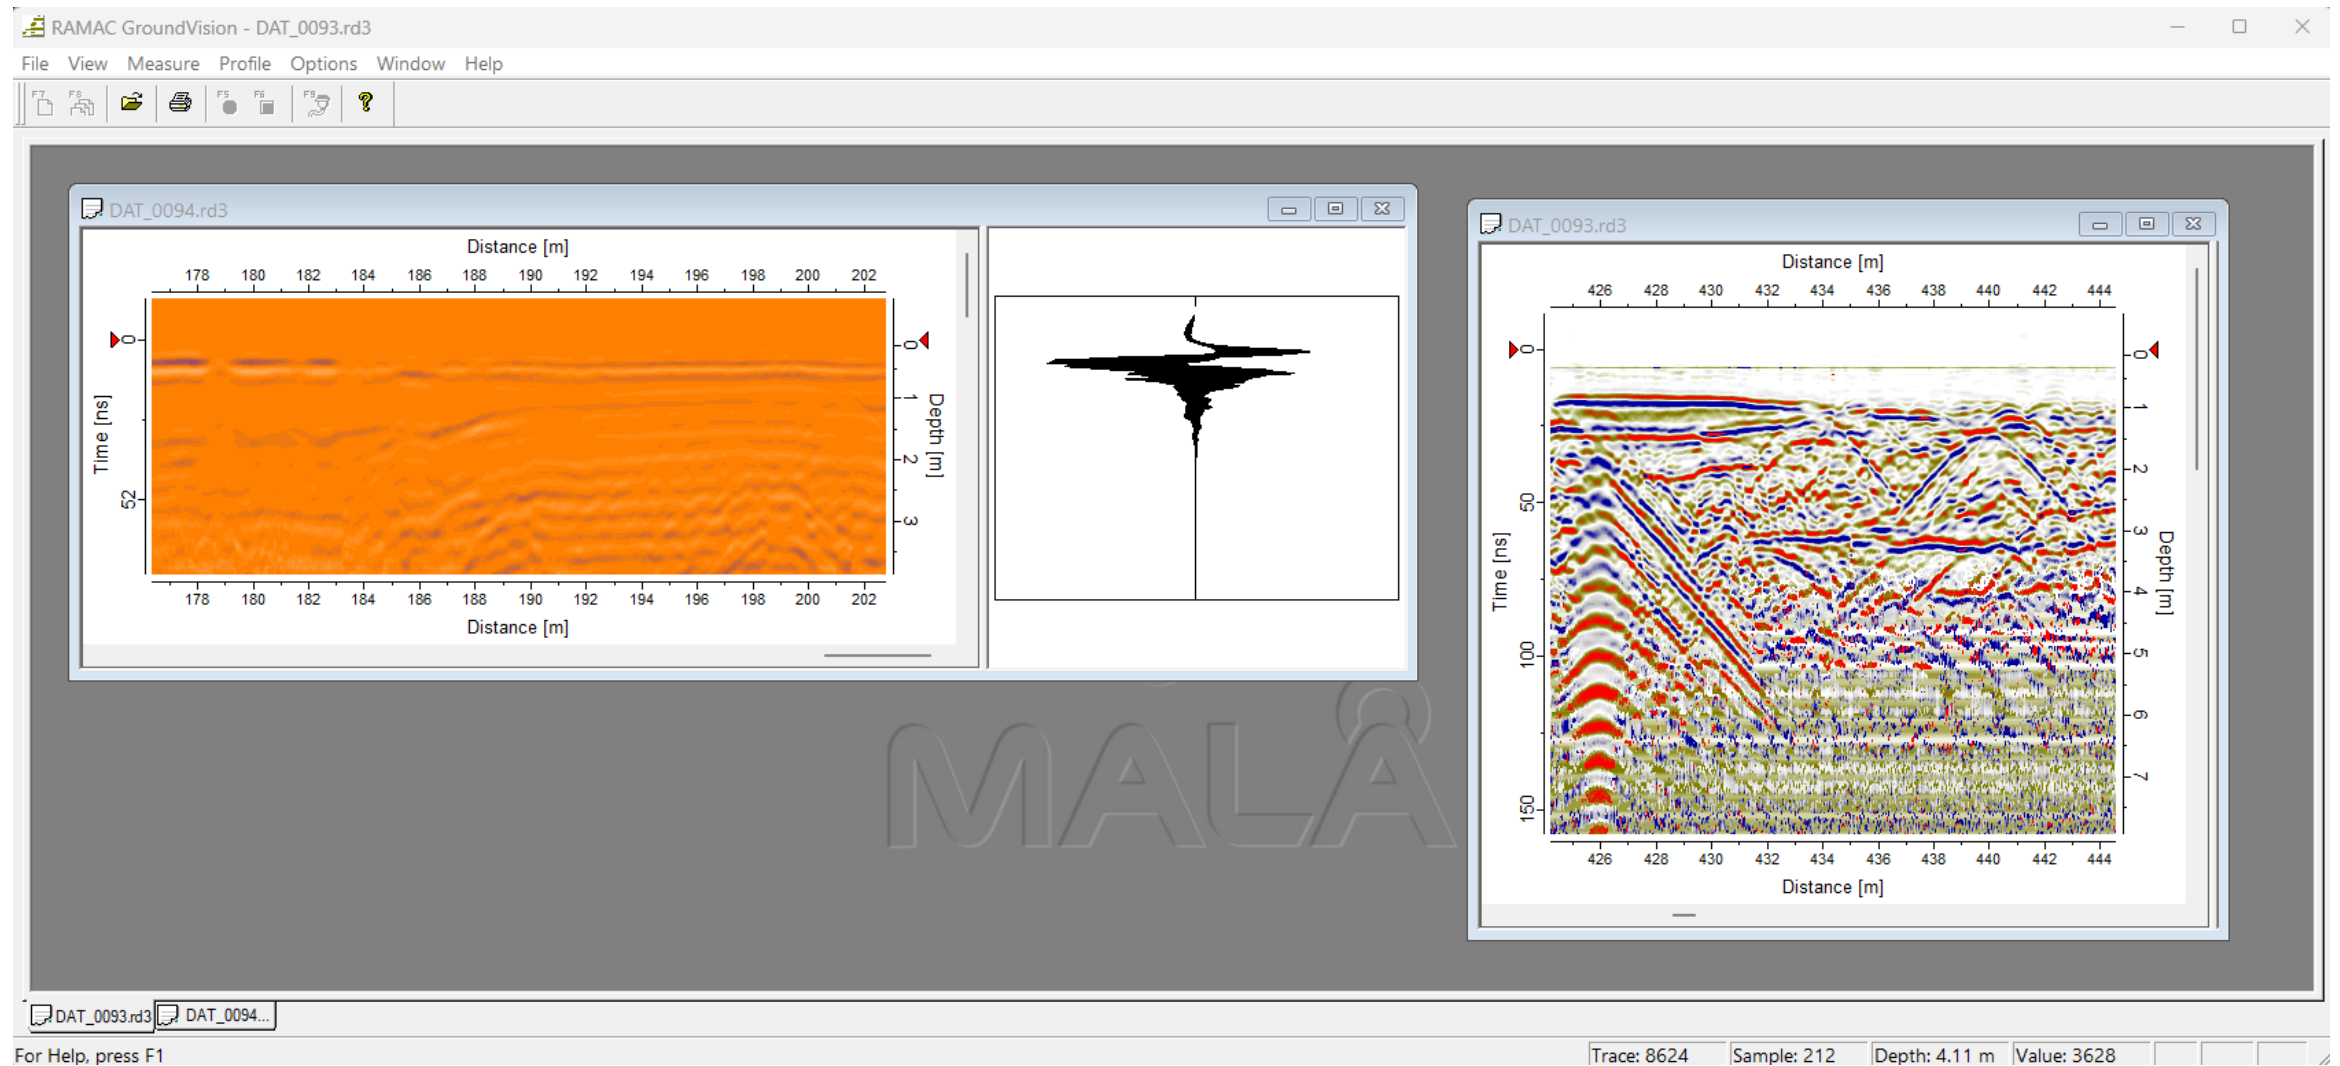 RAMAC GroundVision - DAT_0093.rd3
File View Measure Profile Options Window Help
F7 F8 F5 F6 F9
DAT_0094.rd3
Distance [m]
178 180 182 184 186 188 190 192 194 196 198 200 202
Time [ns]
0
52
0
1
2
3
Depth [m]
178 180 182 184 186 188 190 192 194 196 198 200 202
Distance [m]
DAT_0093.rd3
Distance [m]
426 428 430 432 434 436 438 440 442 444
Time [ns]
0
50
100
150
0
1
2
3
4
5
6
7
Depth [m]
426 428 430 432 434 436 438 440 442 444
Distance [m]
MALÅ
DAT_0093.rd3 DAT_0094...
For Help, press F1
Trace: 8624 Sample: 212 Depth: 4.11 m Value: 3628